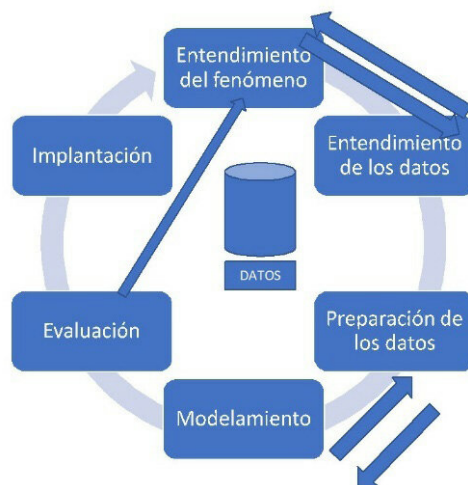 Entendimiento
del fenómeno
Entendimiento
de los datos
Preparación de
los datos
Modelamiento
Evaluación
Implantación
DATOS